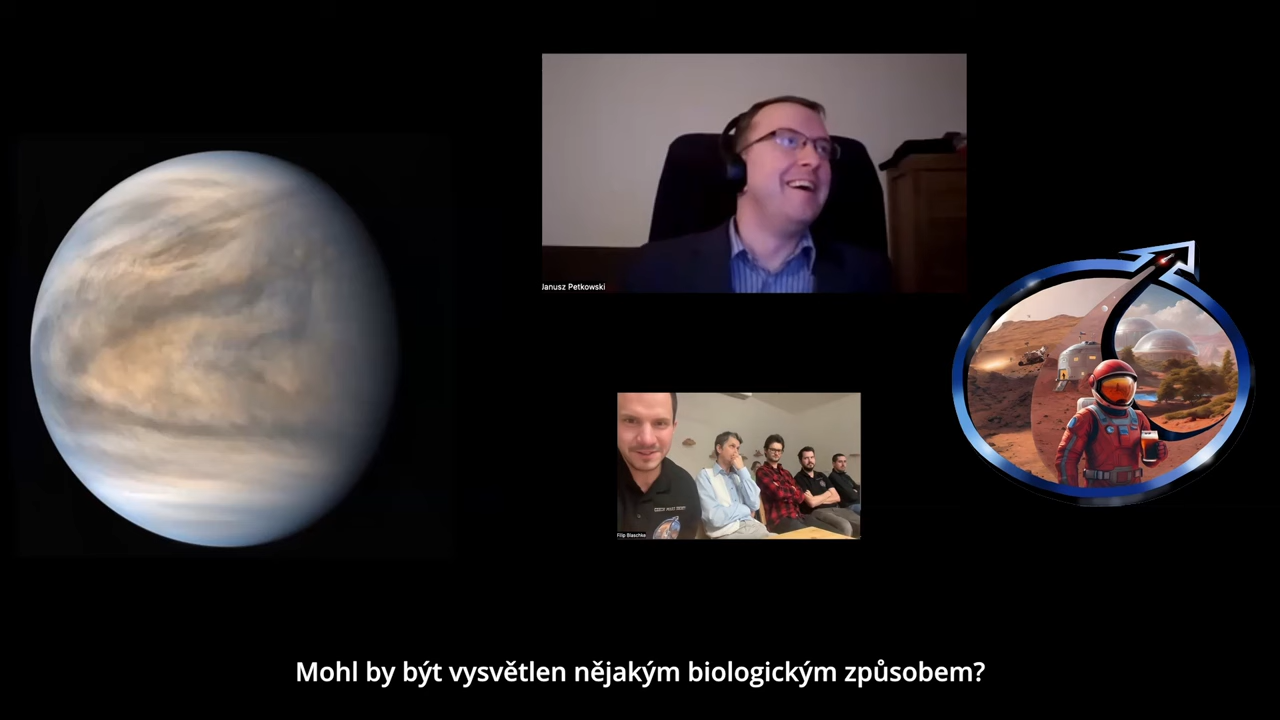 Janusz Petkowski
Filip Blaschke
Mohl by být vysvětlen nějakým biologickým způsobem?